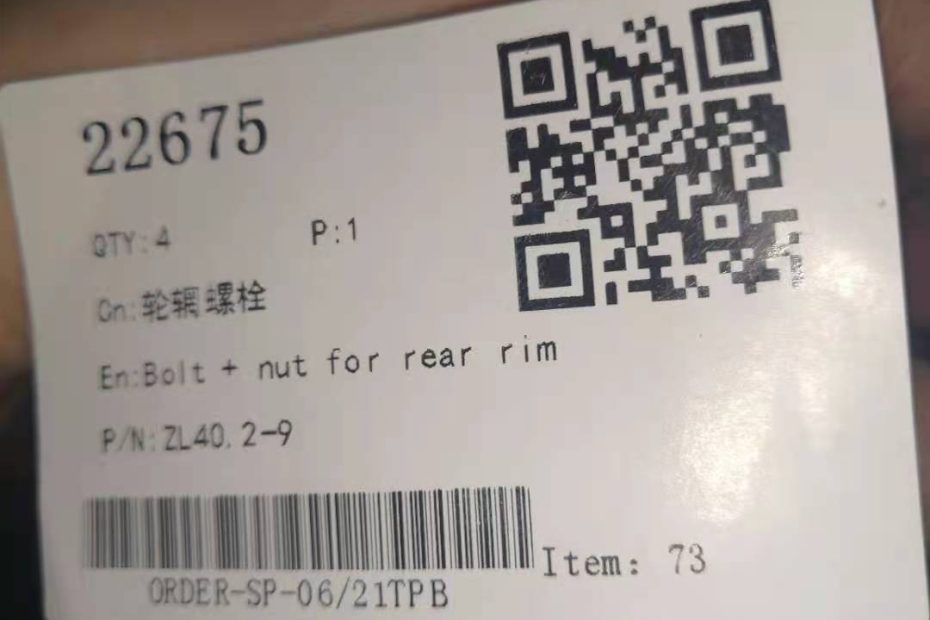 22675
QTY:4 P:1
Cn:轮辋螺栓
En:Bolt + nut for rear rim
P/N:ZL40.2-9
Item: 73
ORDER-SP-06/21TPB